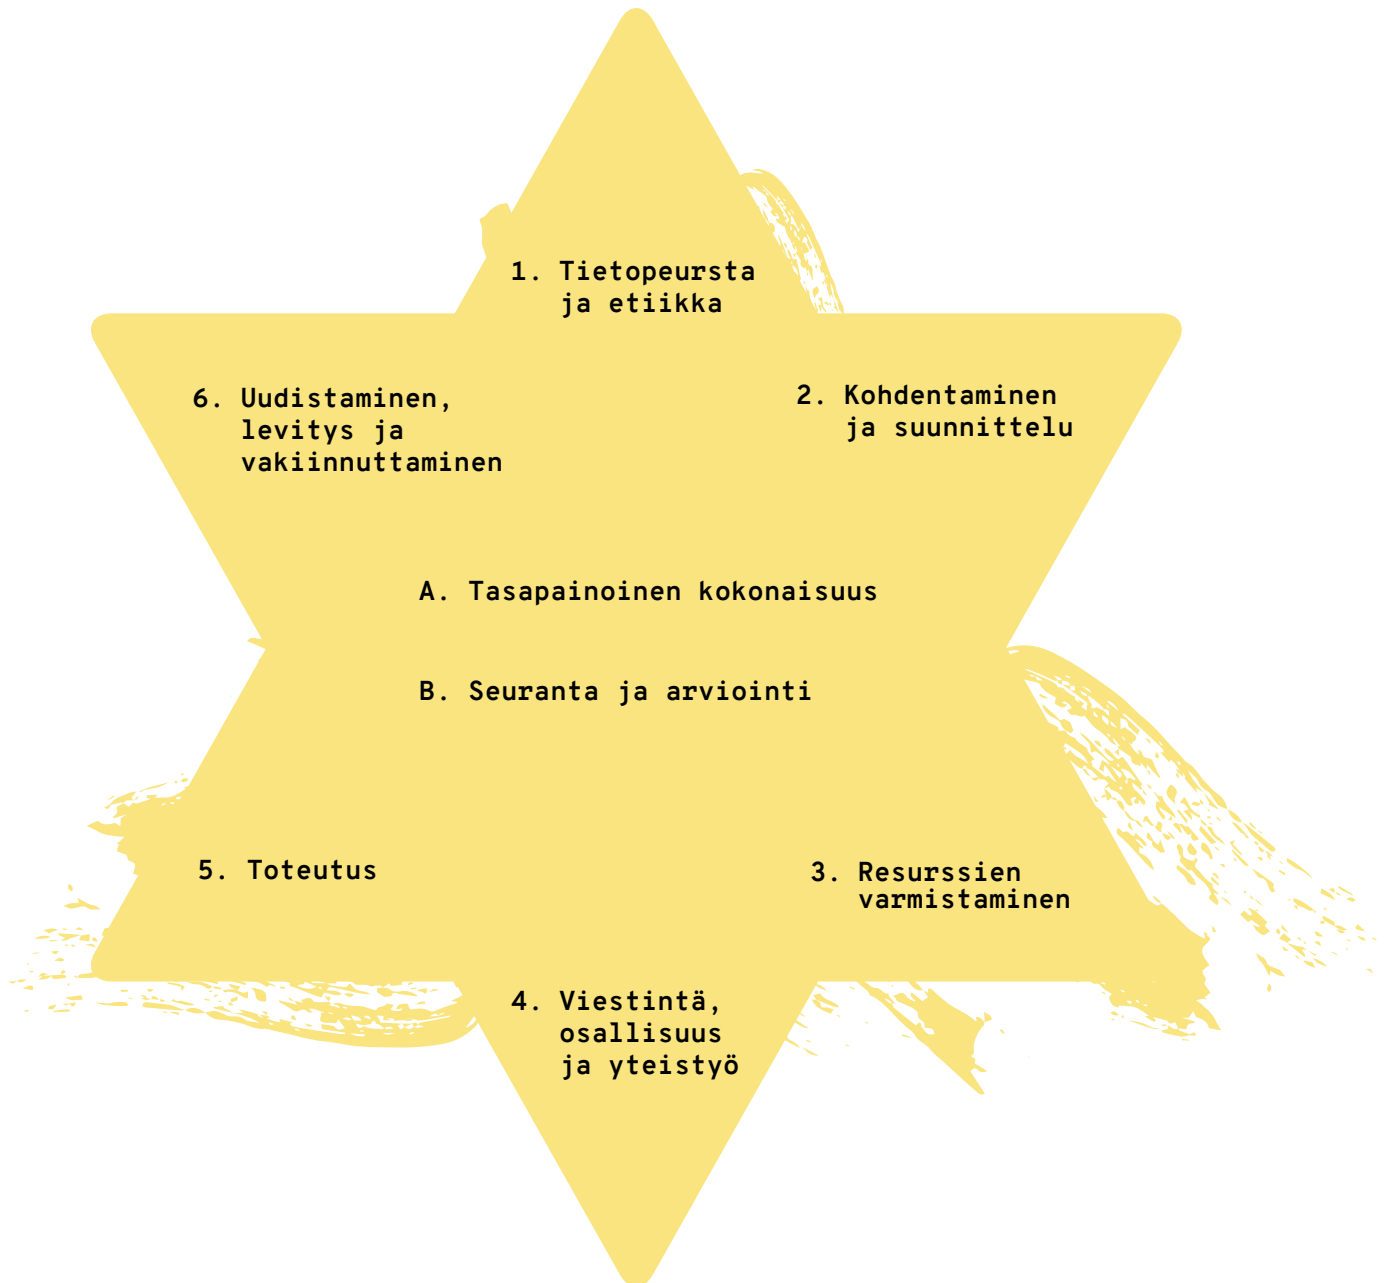 1. Tietopeursta
ja etiikka
2. Kohdentaminen
ja suunnittelu
3. Resurssien
varmistaminen
4. Viestintä,
osallisuus
ja yteistyö
5. Toteutus
6. Uudistaminen,
levitys ja
vakiinnuttaminen
A. Tasapainoinen kokonaisuus
B. Seuranta ja arviointi